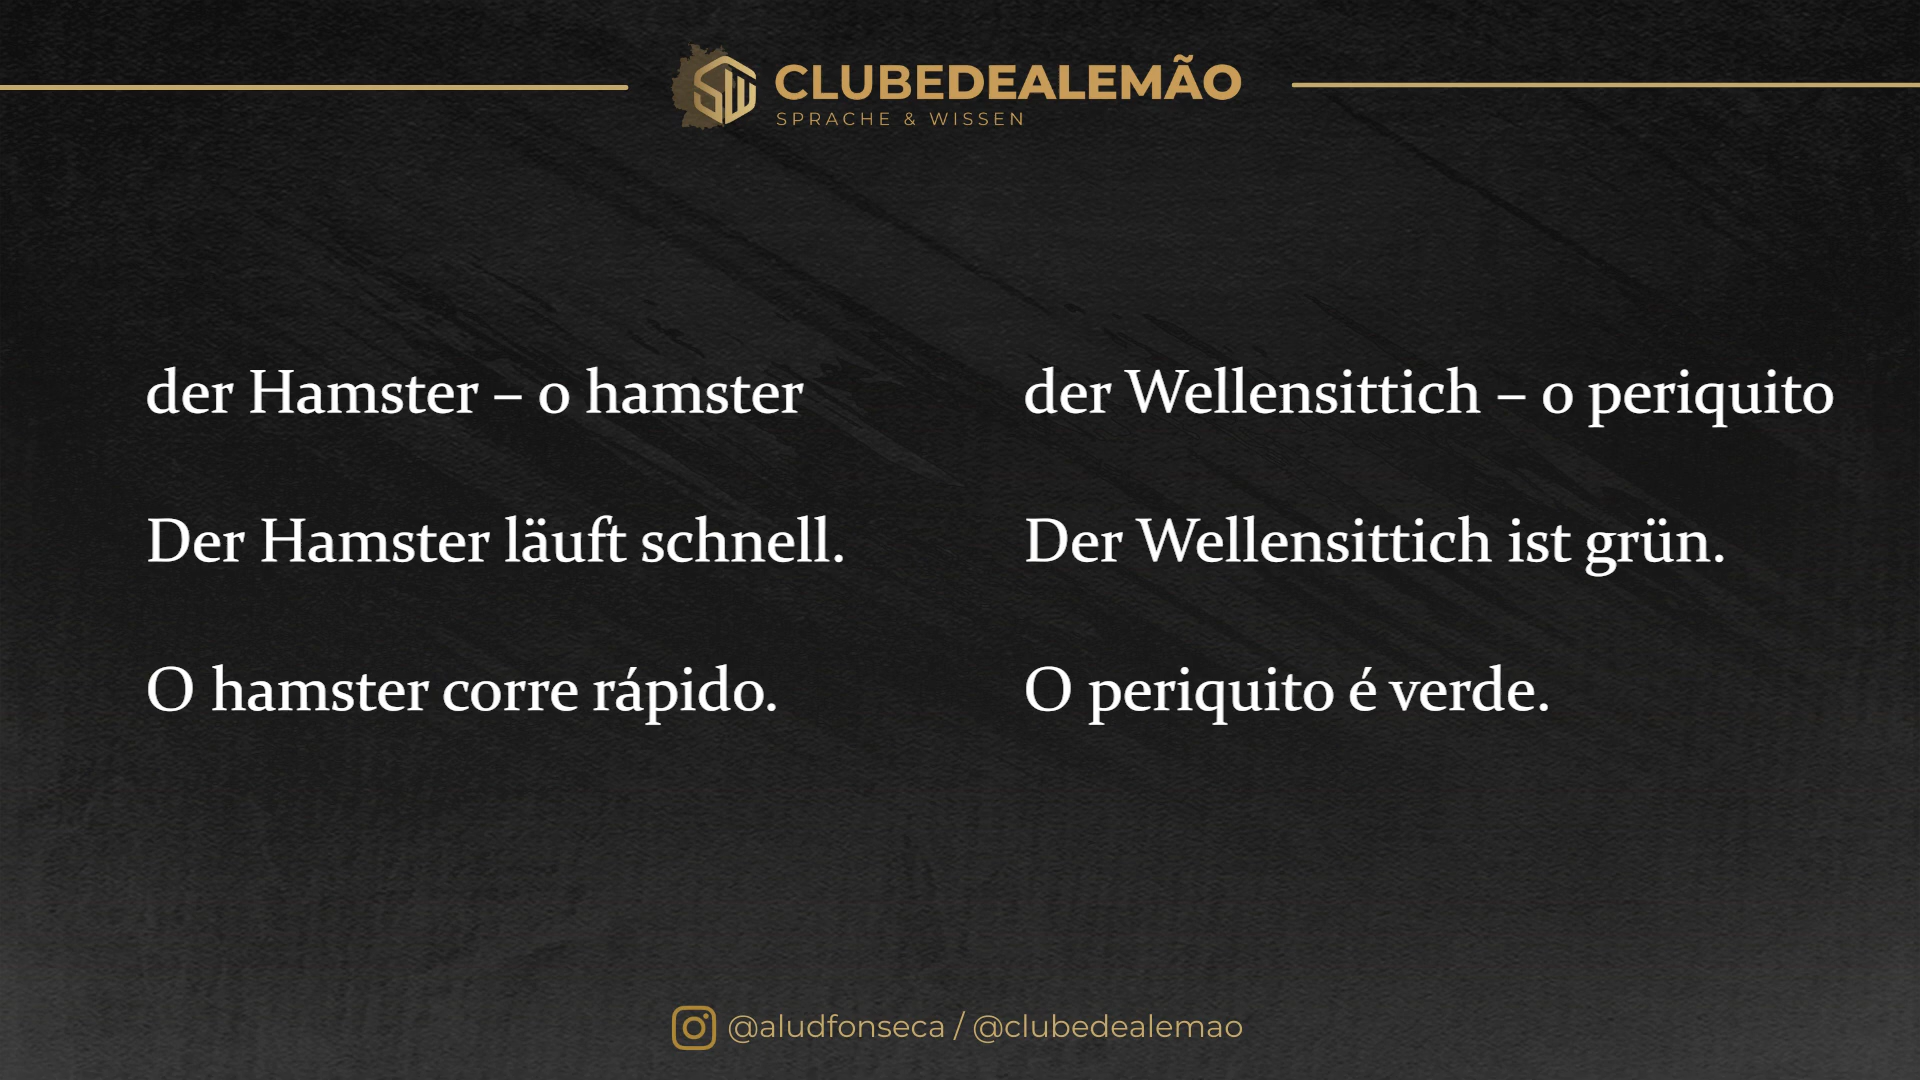 CLUBEDEALEMÃO
SPRACHE & WISSEN
der Hamster – o hamster
Der Hamster läuft schnell.
O hamster corre rápido.
der Wellensittich – o periquito
Der Wellensittich ist grün.
O periquito é verde.
@aludfonseca / @clubedealemao